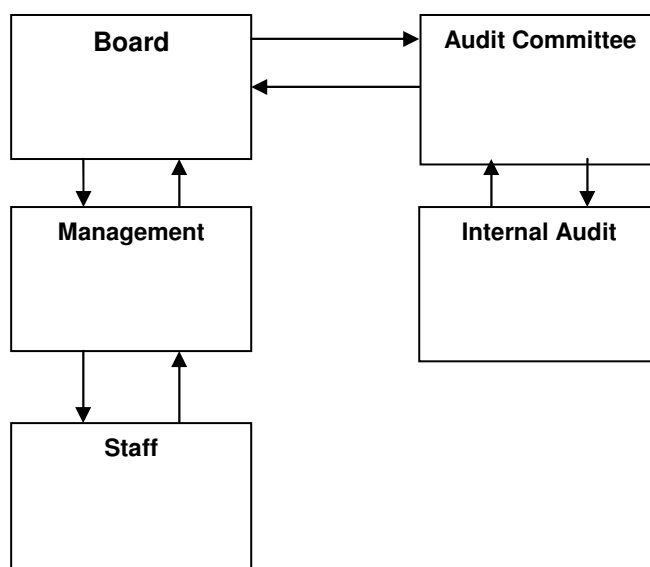 Board
Audit Committee
Management
Internal Audit
Staff